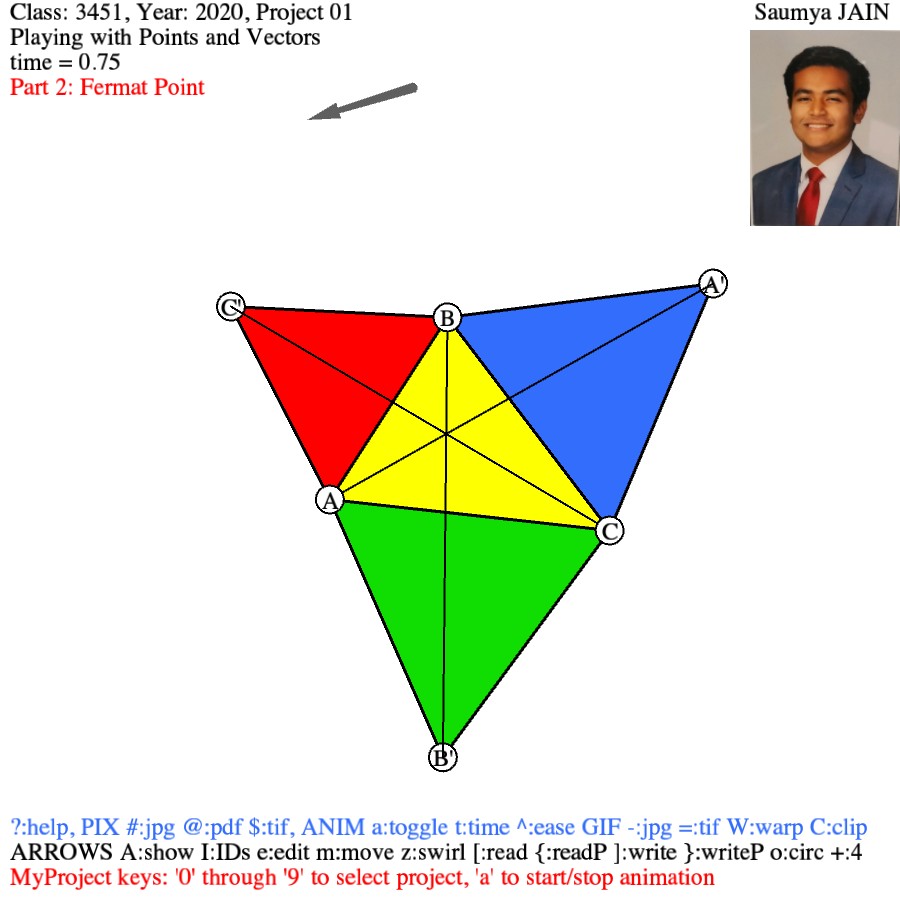 Class: 3451, Year: 2020, Project 01
Saumya JAIN
Playing with Points and Vectors
time = 0.75
Part 2: Fermat Point
A'
C'
B
A
C
B'
?:help, PIX #:jpg @:pdf $:tif, ANIM a:toggle t:time ^:ease GIF -:jpg =:tif W:warp C:clip
ARROWS A:show I:IDs e:edit m:move z:swirl [:read {:readP ]:write }:writeP o:circ +:4
MyProject keys: '0' through '9' to select project, 'a' to start/stop animation